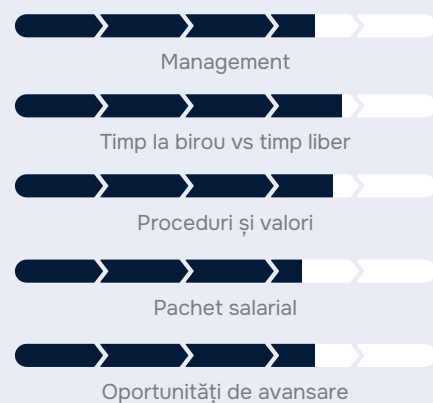 Management
Timp la birou vs timp liber
Proceduri și valori
Pachet salarial
Oportunități de avansare